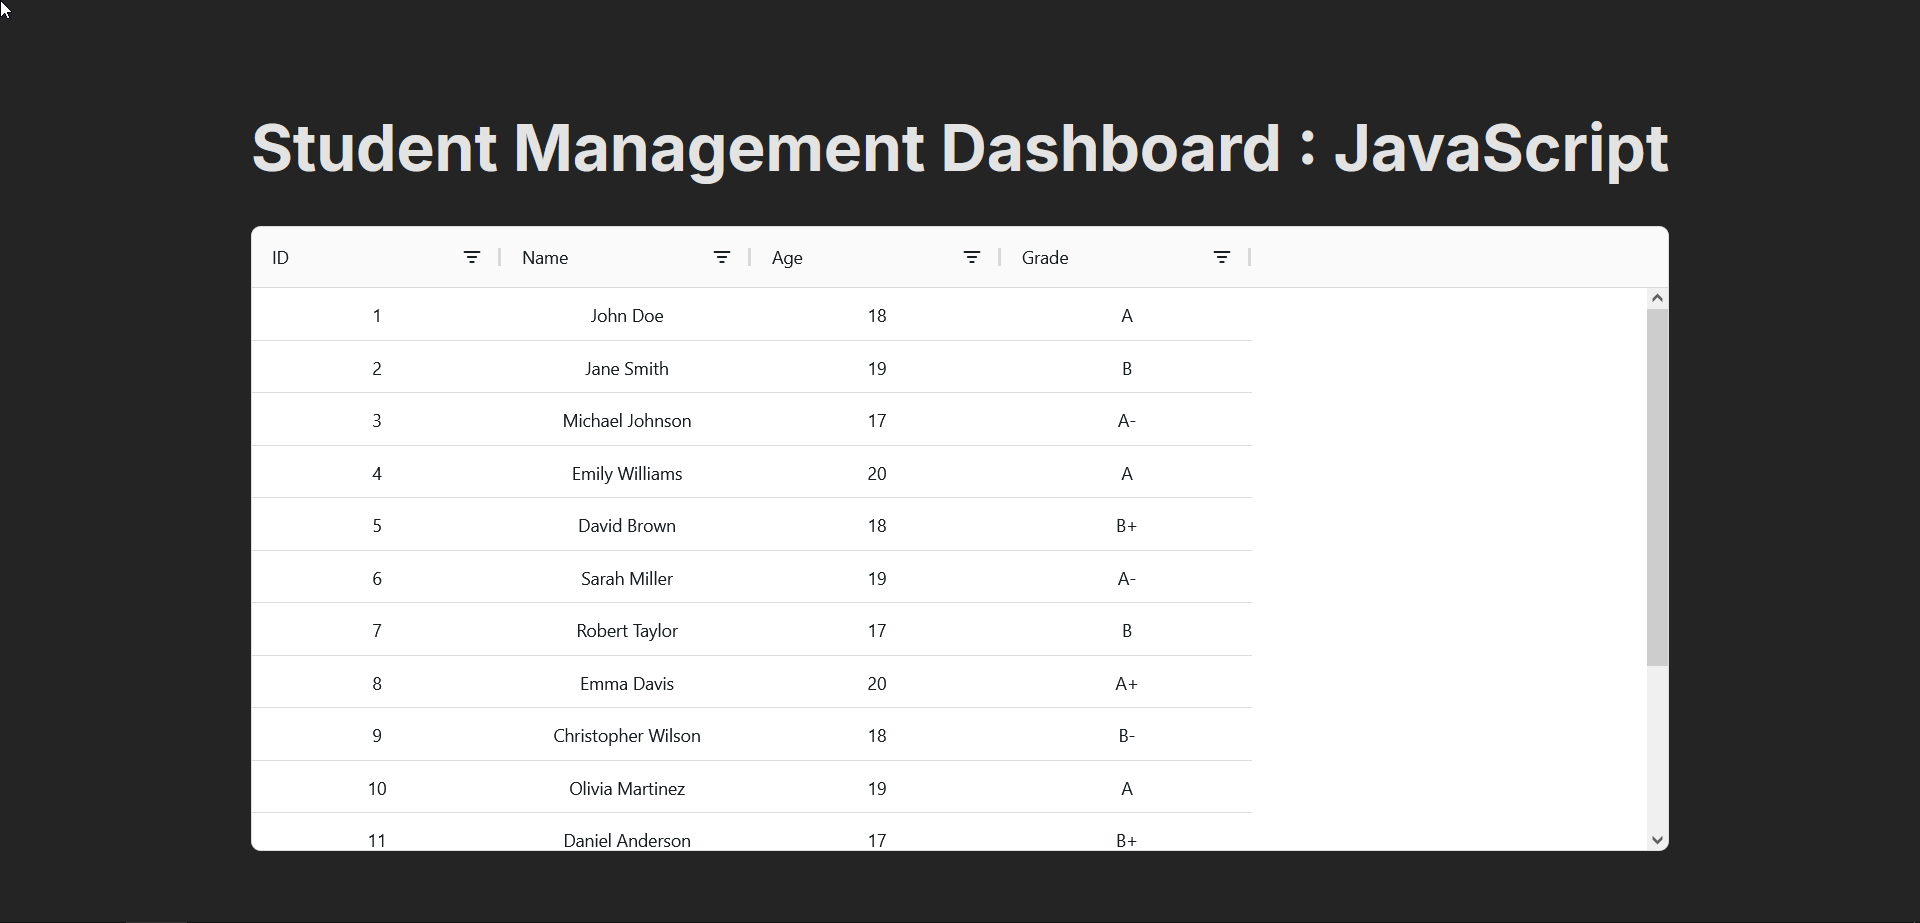 Student Management Dashboard : JavaScript
ID Name Age Grade
1 John Doe 18 A
2 Jane Smith 19 B
3 Michael Johnson 17 A-
4 Emily Williams 20 A
5 David Brown 18 B+
6 Sarah Miller 19 A-
7 Robert Taylor 17 B
8 Emma Davis 20 A+
9 Christopher Wilson 18 B-
10 Olivia Martinez 19 A
11 Daniel Anderson 17 B+